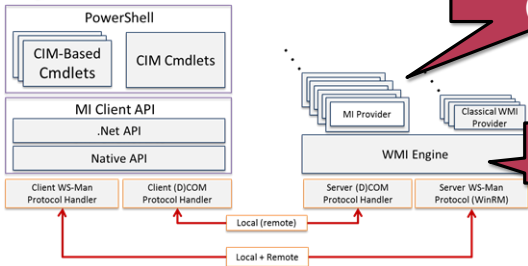 PowerShell
CIM-Based
Cmdlets
CIM Cmdlets
MI Client API
.Net API
Native API
MI Provider
Classical WMI
Provider
WMI Engine
Client WS-Man
Protocol Handler
Client (D)COM
Protocol Handler
Server (D)COM
Protocol Handler
Server WS-Man
Protocol (WinRM)
Local (remote)
Local + Remote